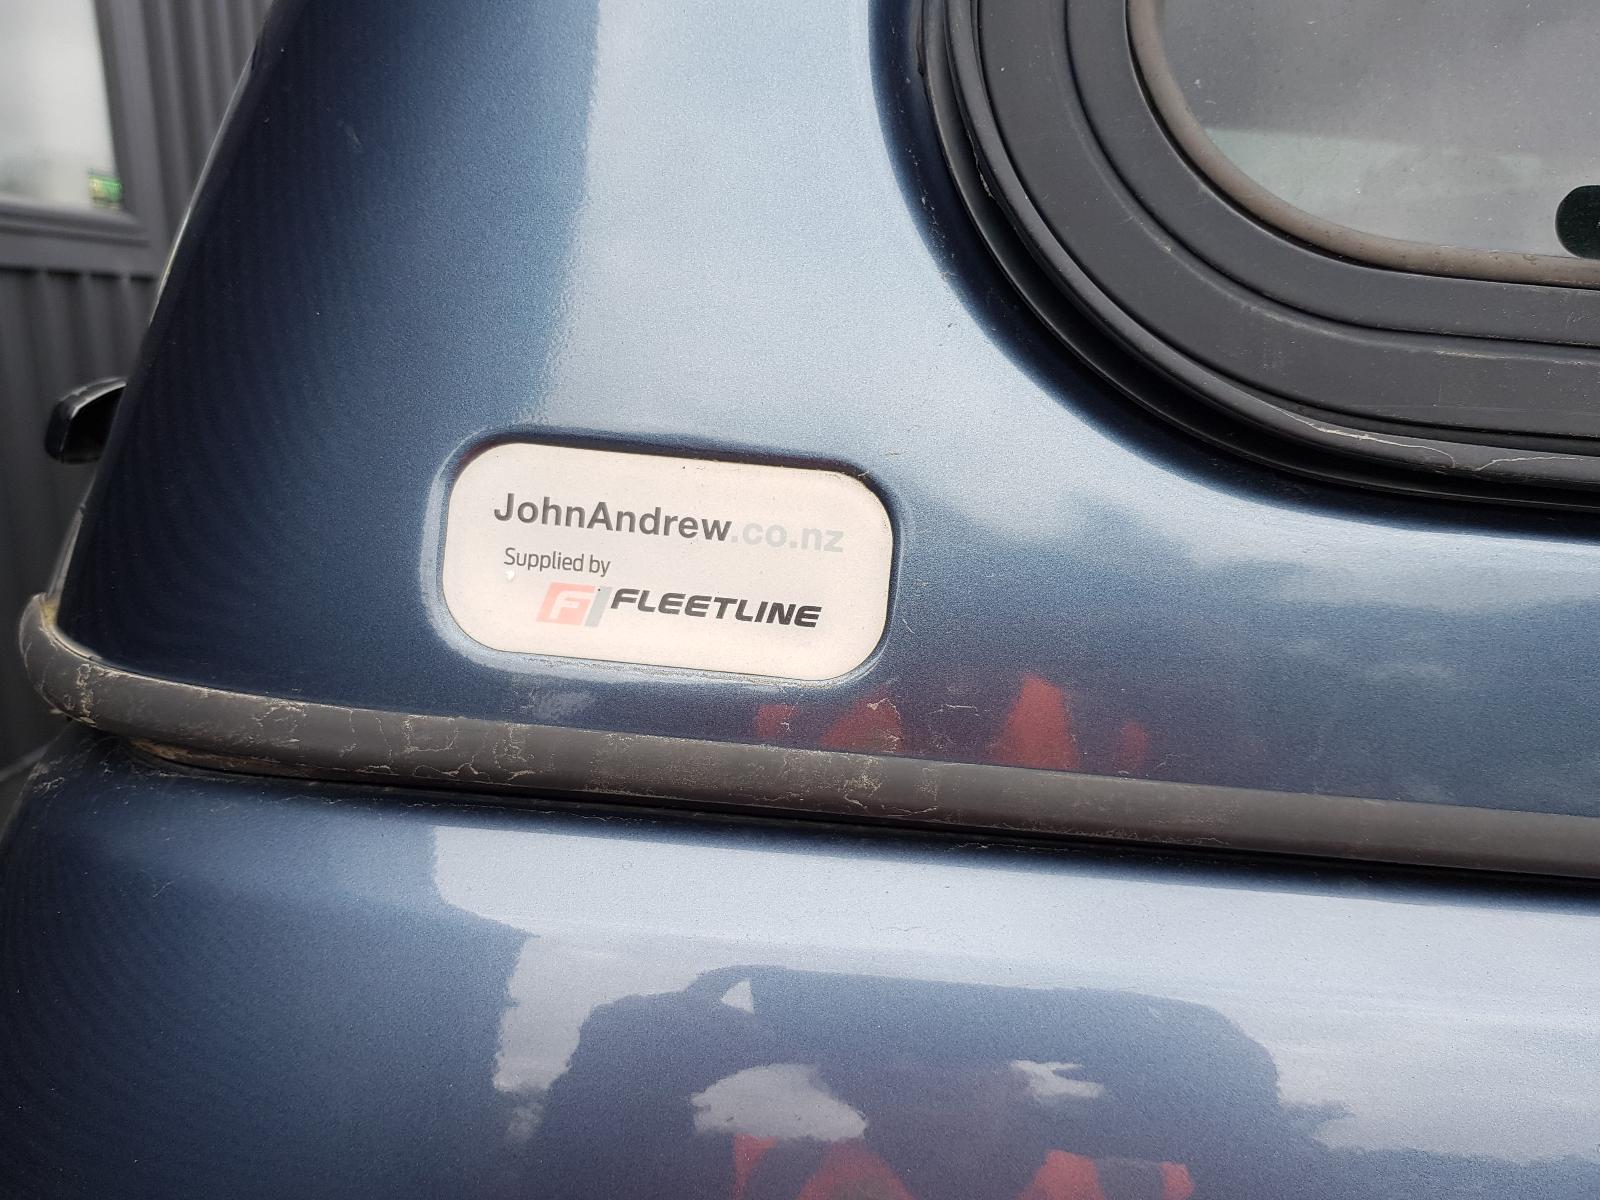 JohnAndrew.co.nz
Supplied by
F FLEETLINE